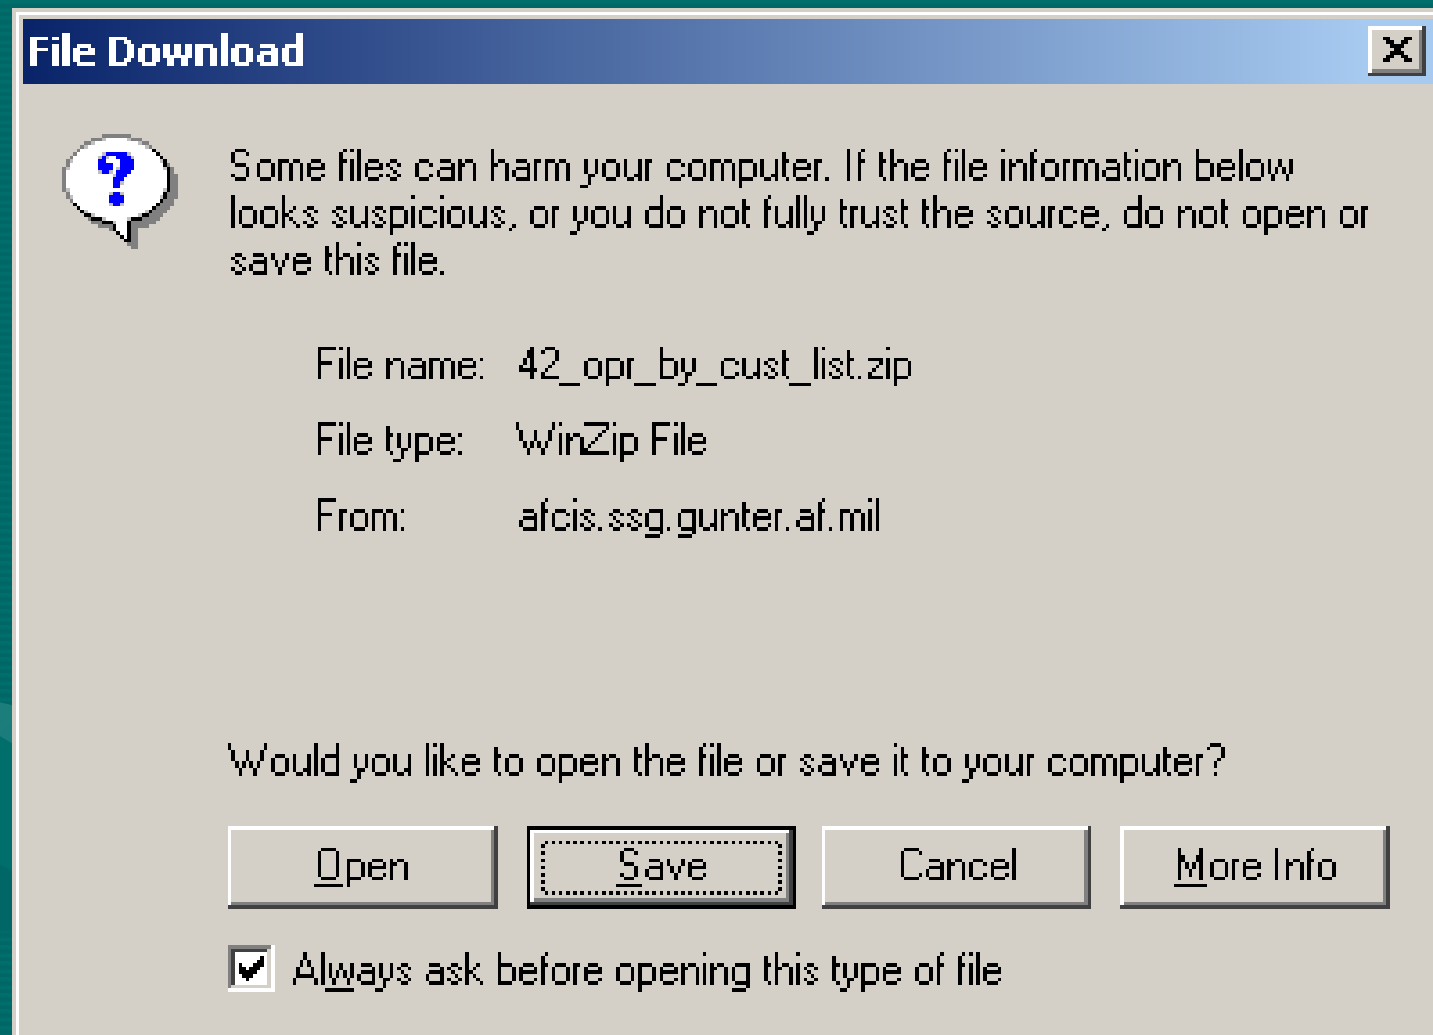 File Download
Some files can harm your computer. If the file information below
looks suspicious, or you do not fully trust the source, do not open or
save this file.
File name: 42_opr_by_cust_list.zip
File type: WinZip File
From: afcis.ssg.gunter.af.mil
Would you like to open the file or save it to your computer?
Open Save Cancel More Info
Always ask before opening this type of file